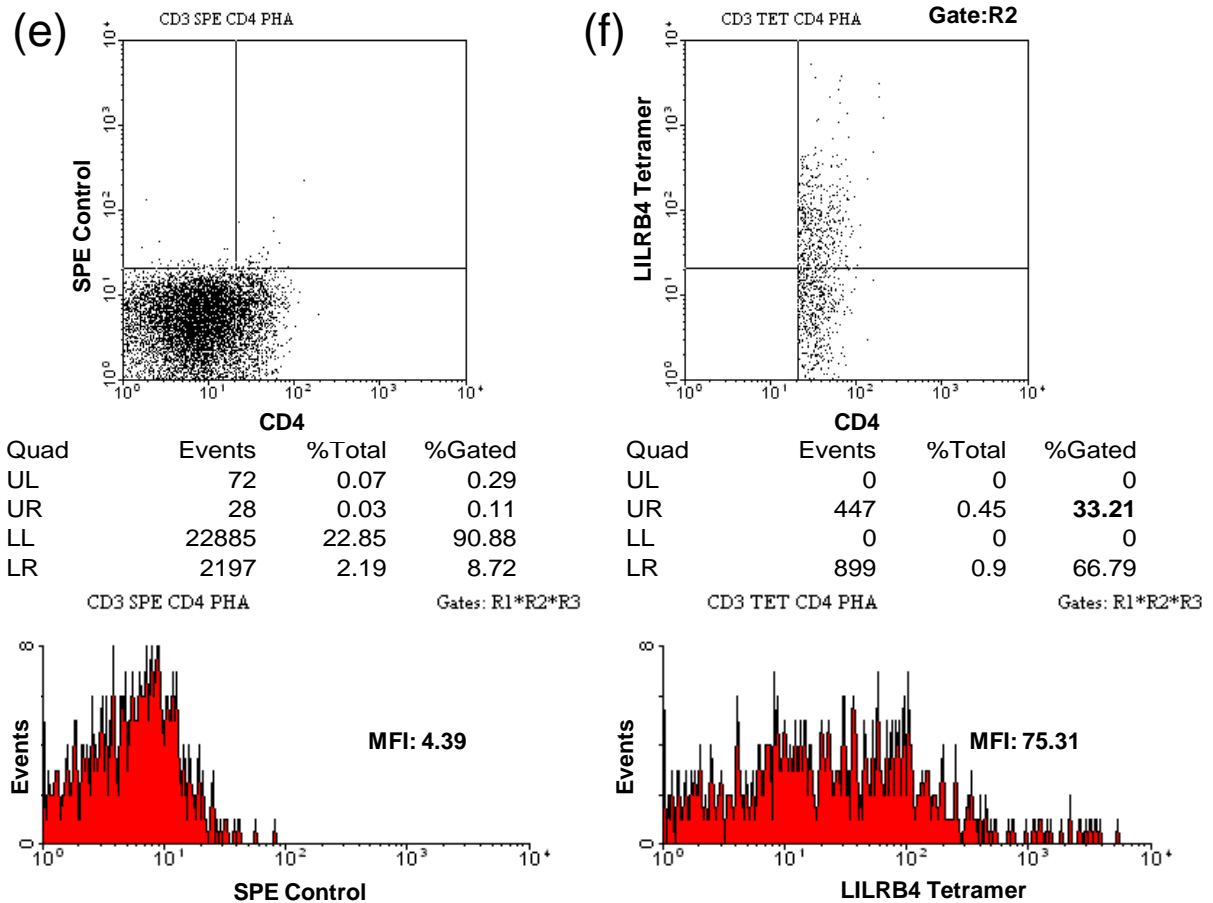 (e)
CD3 SPE CD4 PHA
10⁴
10³
10²
10¹
10⁰
SPE Control
10⁰ 10¹ 10² 10³ 10⁴
CD4
Quad Events %Total %Gated
UL 72 0.07 0.29
UR 28 0.03 0.11
LL 22885 22.85 90.88
LR 2197 2.19 8.72
CD3 SPE CD4 PHA Gates: R1*R2*R3
8
0
Events
MFI: 4.39
10⁰ 10¹ 10² 10³ 10⁴
SPE Control
(f)
CD3 TET CD4 PHA Gate:R2
10⁴
10³
10²
10¹
10⁰
LILRB4 Tetramer
10⁰ 10¹ 10² 10³ 10⁴
CD4
Quad Events %Total %Gated
UL 0 0 0
UR 447 0.45 33.21
LL 0 0 0
LR 899 0.9 66.79
CD3 TET CD4 PHA Gates: R1*R2*R3
8
0
Events
MFI: 75.31
10⁰ 10¹ 10² 10³ 10⁴
LILRB4 Tetramer